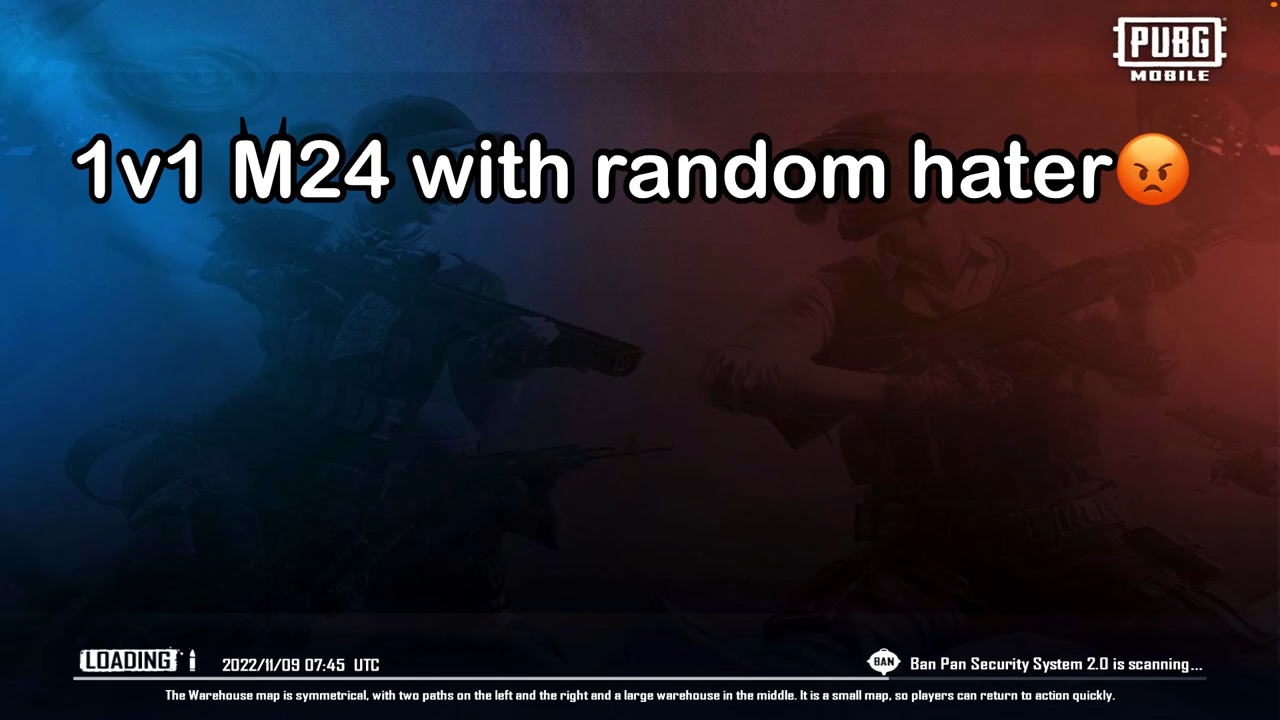 PUBG
MOBILE
1v1 M24 with random hater😡
LOADING
2022/11/09 07:45 UTC
BAN
Ban Pan Security System 2.0 is scanning...
The Warehouse map is symmetrical, with two paths on the left and the right and a large warehouse in the middle. It is a small map, so players can return to action quickly.